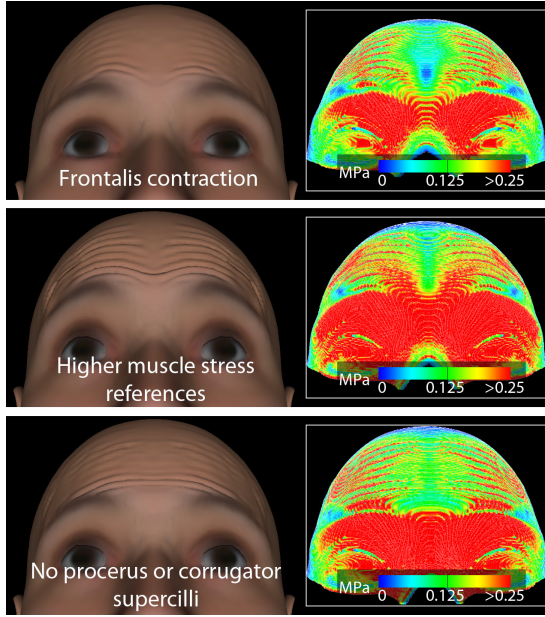 Frontalis contraction
MPa
0 0.125 >0.25
Higher muscle stress
references
MPa
0 0.125 >0.25
No procerus or corrugator
supercilli
MPa
0 0.125 >0.25